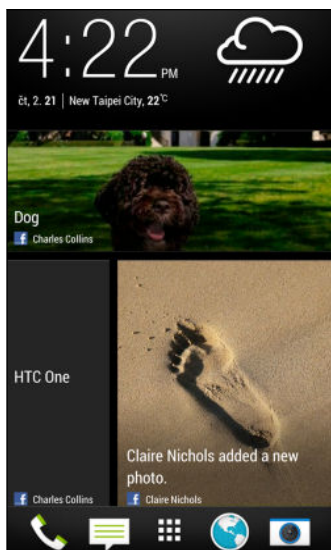 4:22 PM
čt, 2. 21 | New Taipei City, 22°C
Dog
Charles Collins
HTC One
Claire Nichols added a new
photo.
Charles Collins
Claire Nichols